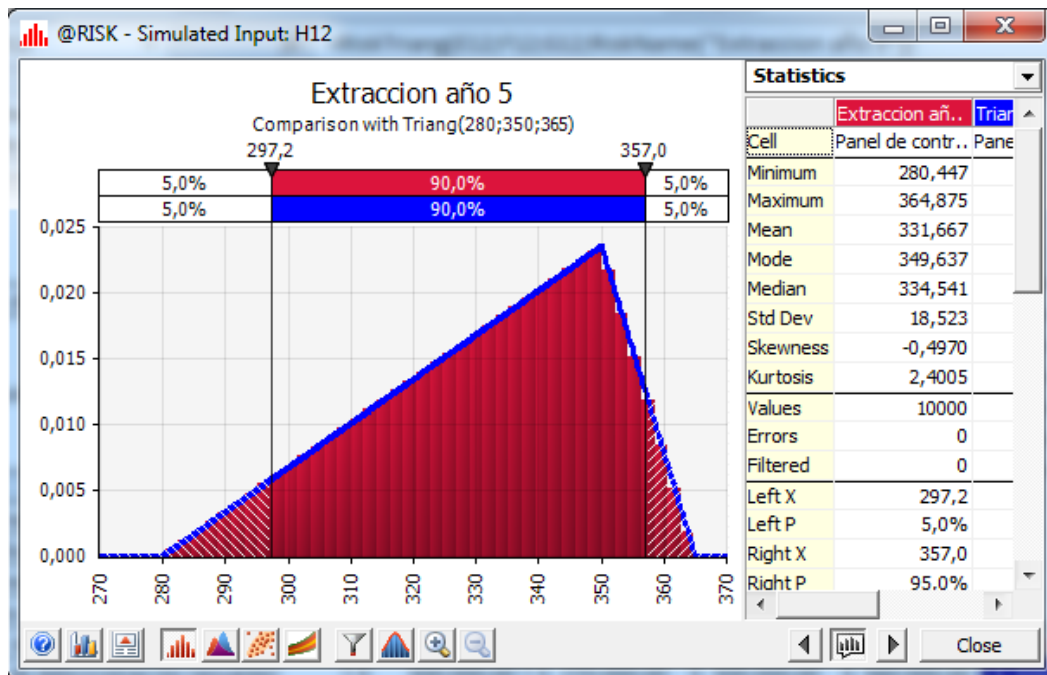 @RISK - Simulated Input: H12
Extraccion año 5
Comparison with Triang(280;350;365)
297,2 357,0
5,0% 90,0% 5,0%
5,0% 90,0% 5,0%
0,025
0,020
0,015
0,010
0,005
0,000
270 280 290 300 310 320 330 340 350 360 370
Statistics
Extraccion añ.. Triar
Cell Panel de contr.. Pane
Minimum 280,447
Maximum 364,875
Mean 331,667
Mode 349,637
Median 334,541
Std Dev 18,523
Skewness -0,4970
Kurtosis 2,4005
Values 10000
Errors 0
Filtered 0
Left X 297,2
Left P 5,0%
Right X 357,0
Right P 95,0%
Close